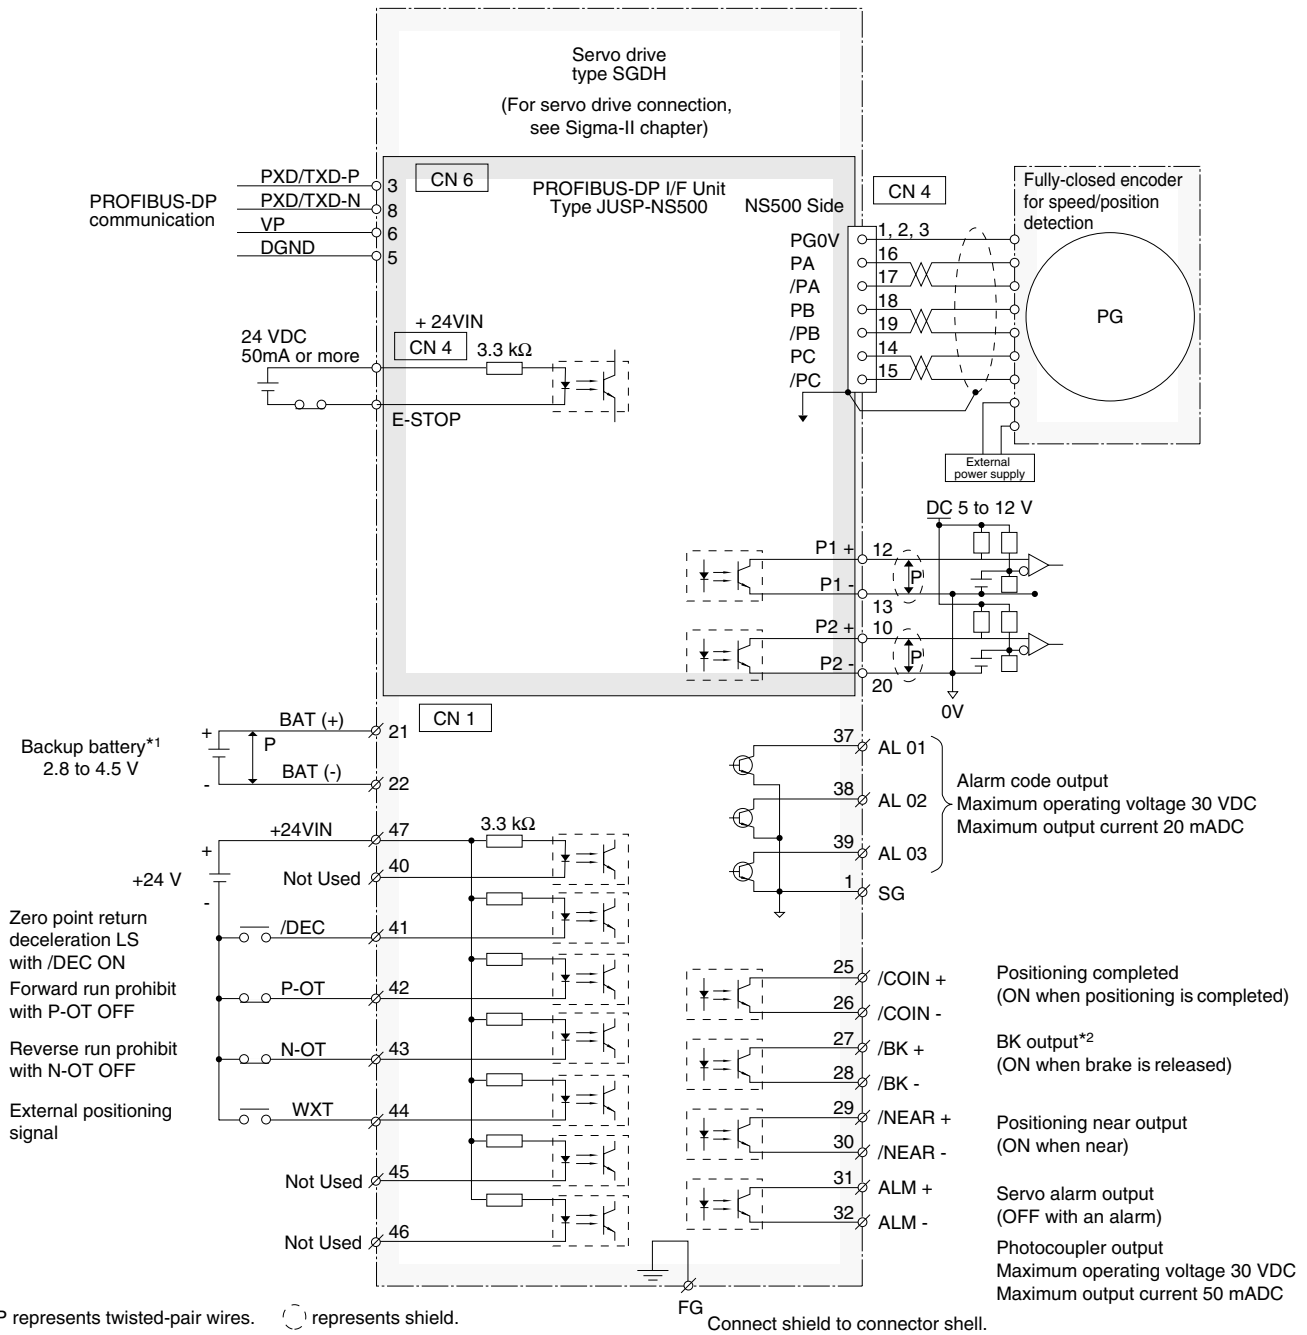 Servo drive
type SGDH
(For servo drive connection,
see Sigma-II chapter)
CN 6
PROFIBUS-DP I/F Unit
Type JUSP-NS500
PROFIBUS-DP
communication
PXD/TXD-P
3
PXD/TXD-N
8
VP
6
DGND
5
24 VDC
50mA or more
+ 24VIN
CN 4
3.3 kΩ
E-STOP
NS500 Side
CN 4
PG0V
1, 2, 3
PA
16
/PA
17
PB
18
/PB
19
PC
14
/PC
15
Fully-closed encoder
for speed/position
detection
PG
External
power supply
DC 5 to 12 V
P1 +
12
P
P1 -
13
P2 +
10
P
P2 -
20
0V
CN 1
Backup battery*1
2.8 to 4.5 V
+
-
BAT (+)
21
P
BAT (-)
22
+24VIN
47
3.3 kΩ
+
+24 V
-
Not Used
40
Zero point return
deceleration LS
with /DEC ON
/DEC
41
Forward run prohibit
with P-OT OFF
P-OT
42
Reverse run prohibit
with N-OT OFF
N-OT
43
External positioning
signal
WXT
44
Not Used
45
Not Used
46
37
AL 01
38
AL 02
39
AL 03
1
SG
Alarm code output
Maximum operating voltage 30 VDC
Maximum output current 20 mADC
25
/COIN +
26
/COIN -
Positioning completed
(ON when positioning is completed)
27
/BK +
28
/BK -
BK output*2
(ON when brake is released)
29
/NEAR +
30
/NEAR -
Positioning near output
(ON when near)
31
ALM +
32
ALM -
Servo alarm output
(OFF with an alarm)
Photocoupler output
Maximum operating voltage 30 VDC
Maximum output current 50 mADC
FG
Connect shield to connector shell.
P represents twisted-pair wires.
represents shield.